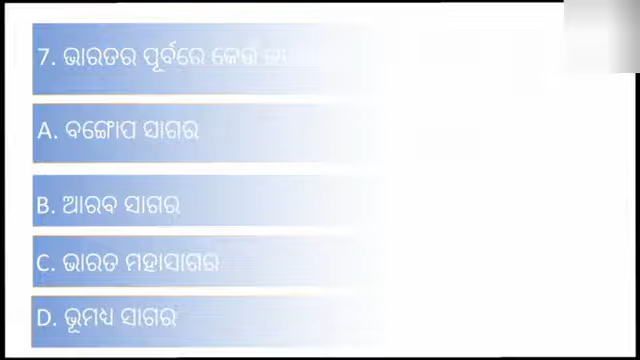 7. ଭାରତର ପୂର୍ବରେ କେଉ
A. ବଙ୍ଗୋପ ସାଗର
B. ଆରବ ସାଗର
C. ଭାରତ ମହାସାଗର
D. ଭୂମଧ୍ୟ ସାଗର